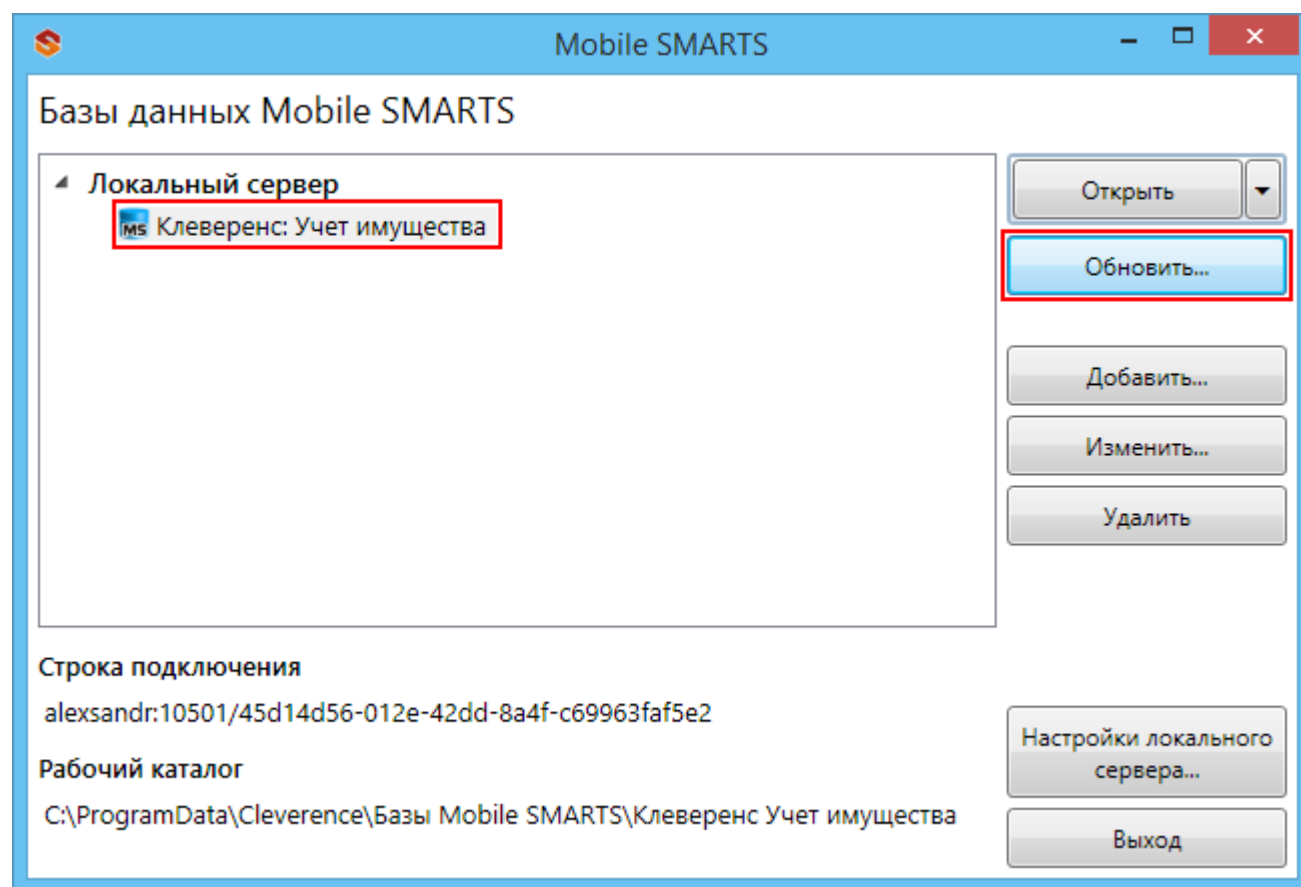 Mobile SMARTS
Базы данных Mobile SMARTS
Локальный сервер
MS Клеверенс: Учет имущества
Открыть
Обновить...
Добавить...
Изменить...
Удалить
Строка подключения
alexsandr:10501/45d14d56-012e-42dd-8a4f-c69963faf5e2
Рабочий каталог
C:\ProgramData\Cleverence\Базы Mobile SMARTS\Клеверенс Учет имущества
Настройки локального
сервера...
Выход